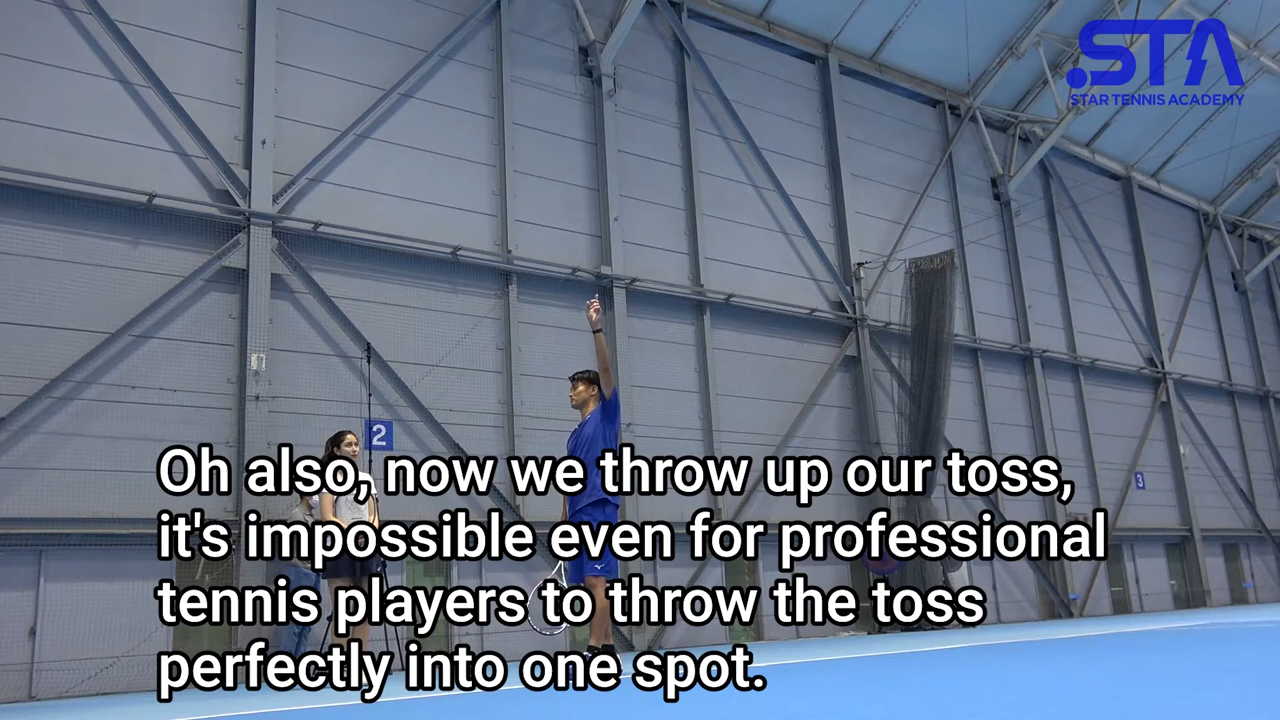 STA
STAR TENNIS ACADEMY
2
3
Oh also, now we throw up our toss,
it's impossible even for professional
tennis players to throw the toss
perfectly into one spot.